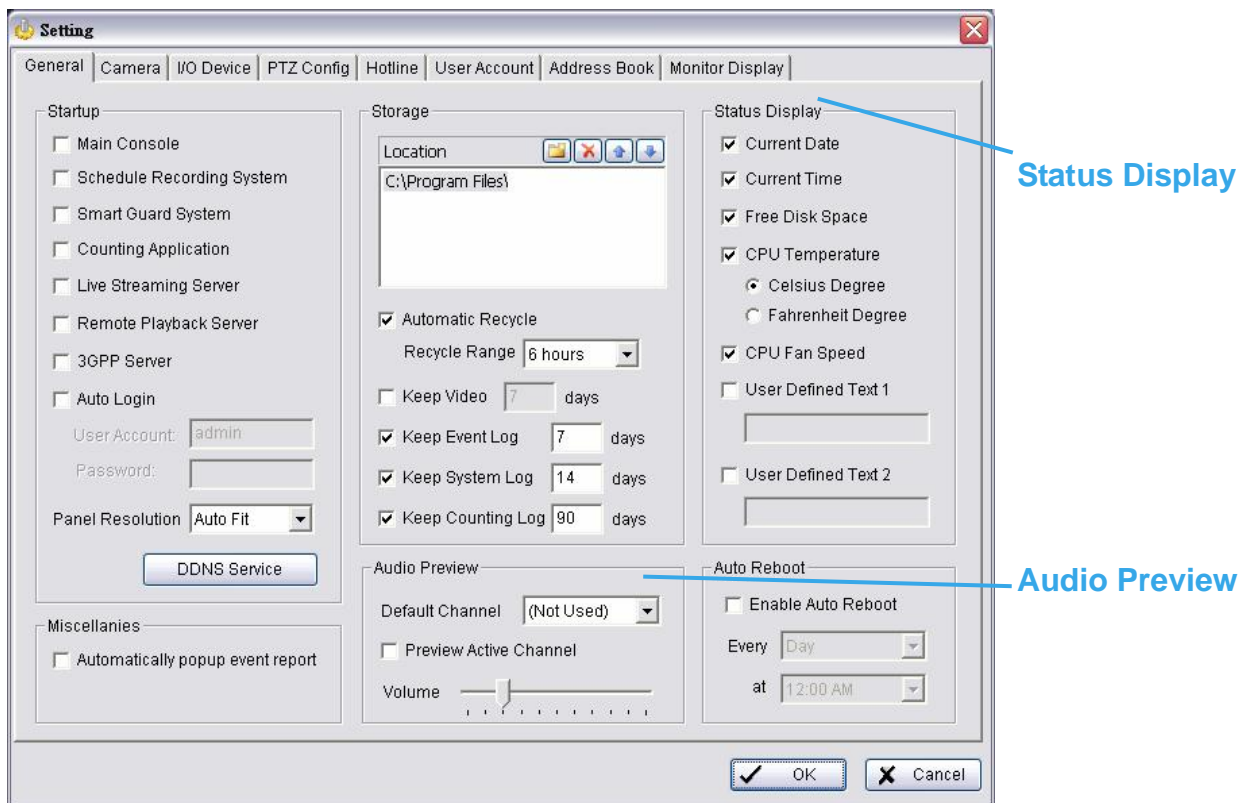 Setting
General
Camera
I/O Device
PTZ Config
Hotline
User Account
Address Book
Monitor Display
Startup
Main Console
Schedule Recording System
Smart Guard System
Counting Application
Live Streaming Server
Remote Playback Server
3GPP Server
Auto Login
User Account: admin
Password:
Panel Resolution Auto Fit
DDNS Service
Miscellanies
Automatically popup event report
Storage
Location
C:\Program Files\
Automatic Recycle
Recycle Range 6 hours
Keep Video 7 days
Keep Event Log 7 days
Keep System Log 14 days
Keep Counting Log 90 days
Audio Preview
Default Channel (Not Used)
Preview Active Channel
Volume
Status Display
Current Date
Current Time
Free Disk Space
CPU Temperature
Celsius Degree
Fahrenheit Degree
CPU Fan Speed
User Defined Text 1
User Defined Text 2
Auto Reboot
Enable Auto Reboot
Every Day
at 12:00 AM
OK
Cancel
Status Display
Audio Preview